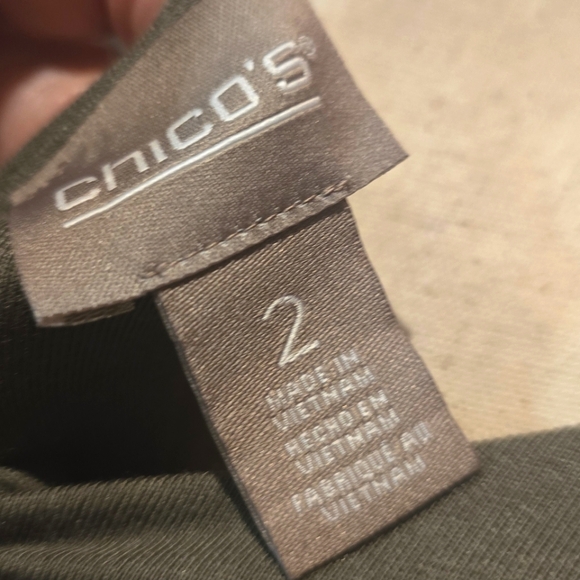 CHICO'S®
2
MADE IN
VIETNAM
HECHO EN
VIETNAM
FABRIQUE AU
VIETNAM